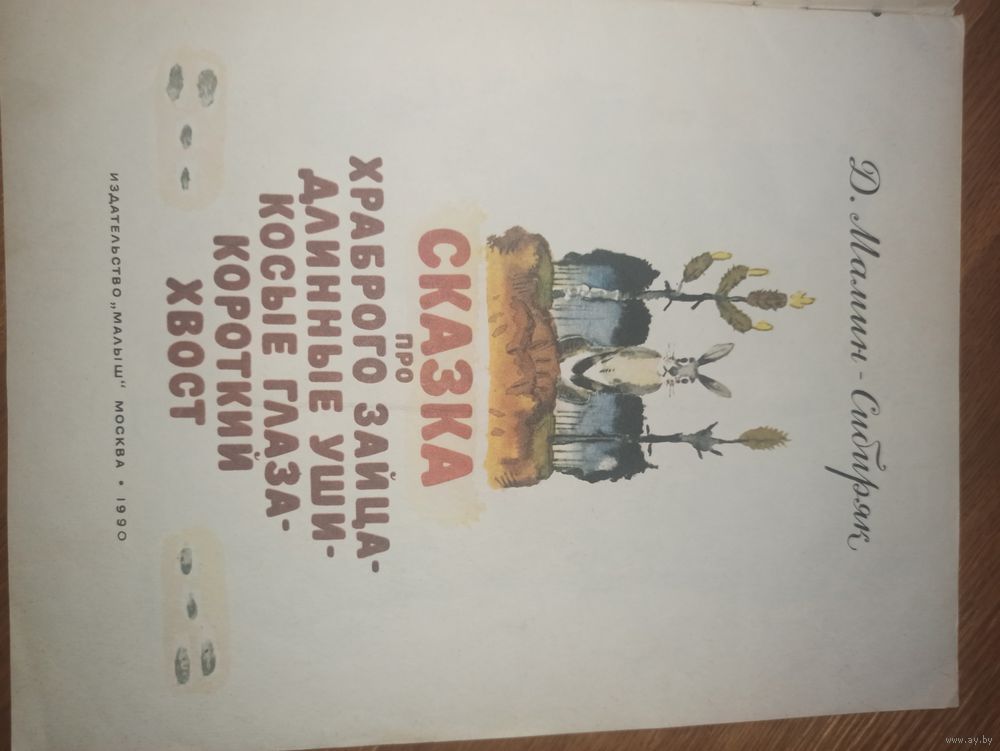 Д. Мамин-Сибиряк
СКАЗКА
ПРО
ХРАБРОГО ЗАЙЦА-
ДЛИННЫЕ УШИ-
КОСЫЕ ГЛАЗА-
КОРОТКИЙ
ХВОСТ
ИЗДАТЕЛЬСТВО „МАЛЫШ“ МОСКВА • 1990
www.ay.by